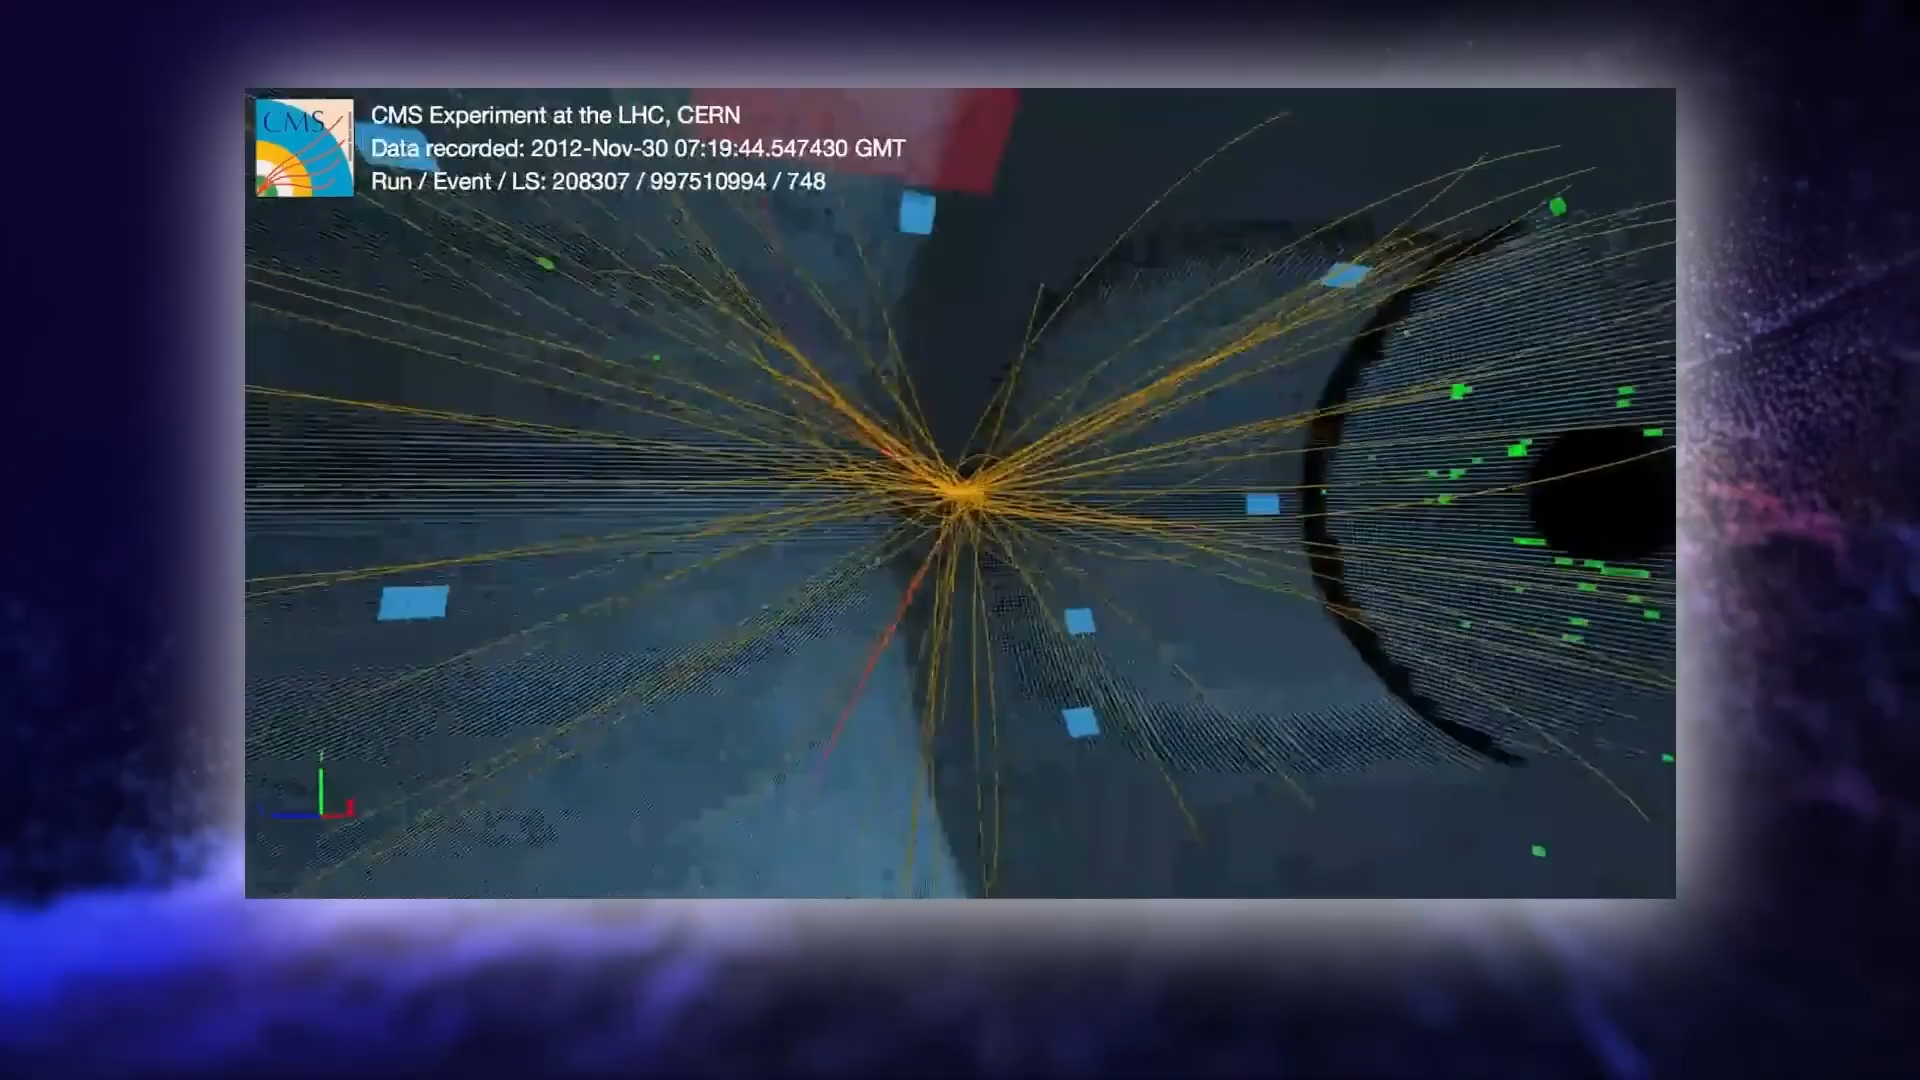 CMS
CMS Experiment at the LHC, CERN
Data recorded: 2012-Nov-30 07:19:44.547430 GMT
Run / Event / LS: 208307 / 997510994 / 748